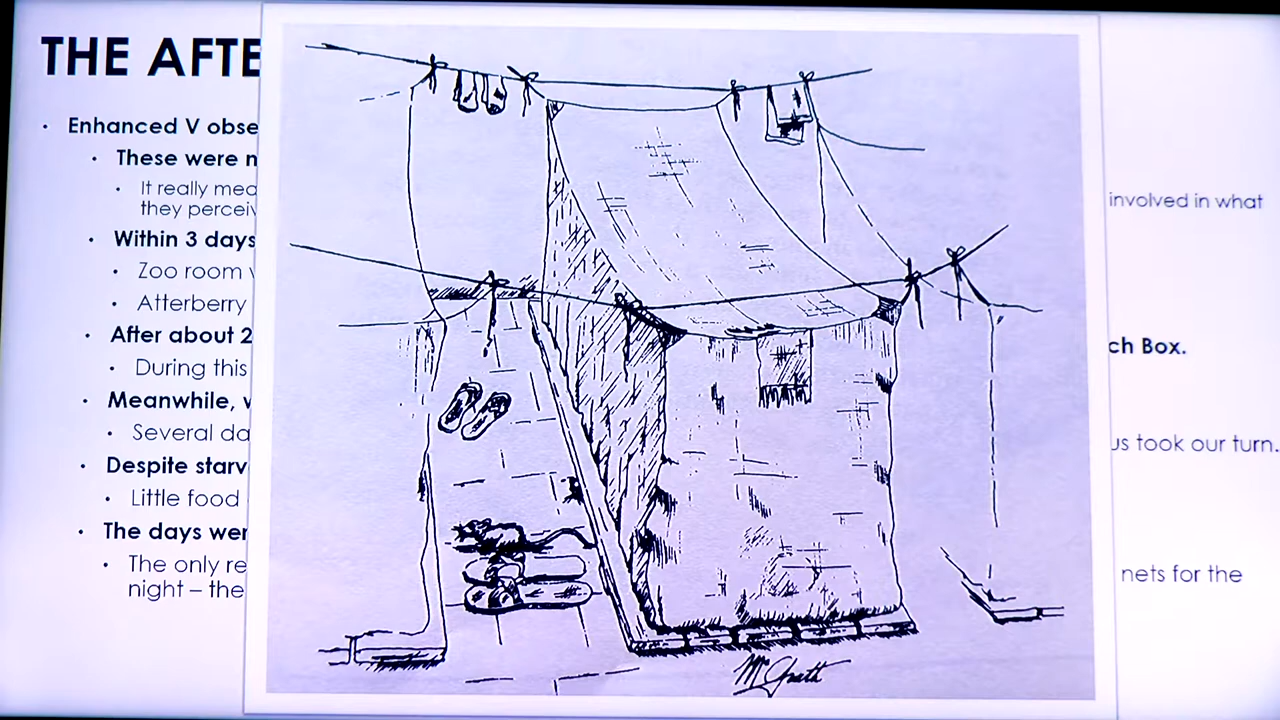 THE AFTE
Enhanced V obse
These were n
It really mea
they perceiv
involved in what
Within 3 days
Zoo room
Atterberry
After about 2
ch Box.
During this
Meanwhile, v
Several da
us took our turn.
Despite starv
Little food
The days wer
The only re
nets for the
night – the
McGrath